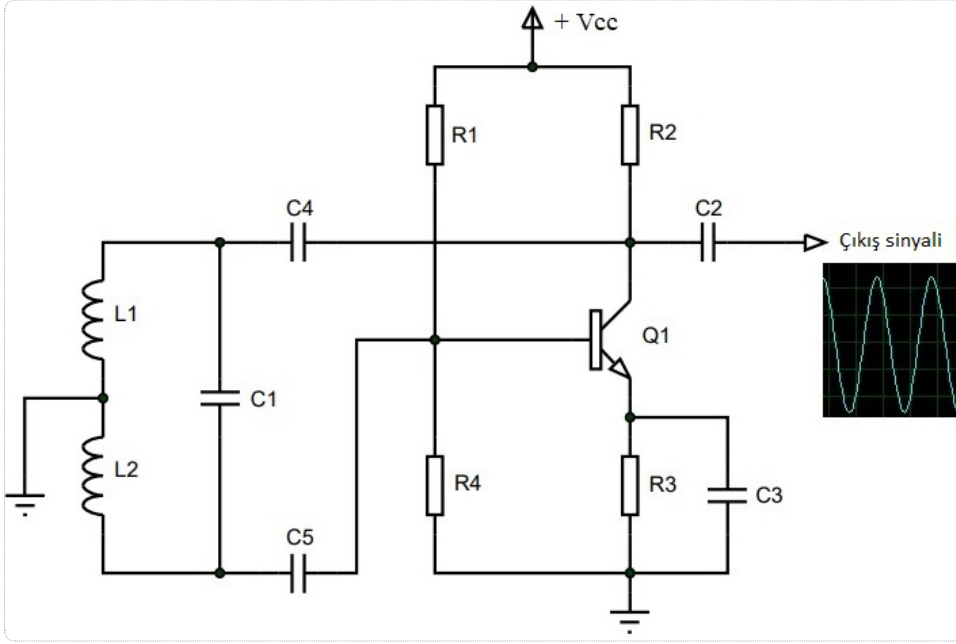 + Vcc
R1
R2
C4
C2
Çıkış sinyali
L1
Q1
C1
L2
R4
R3
C3
C5